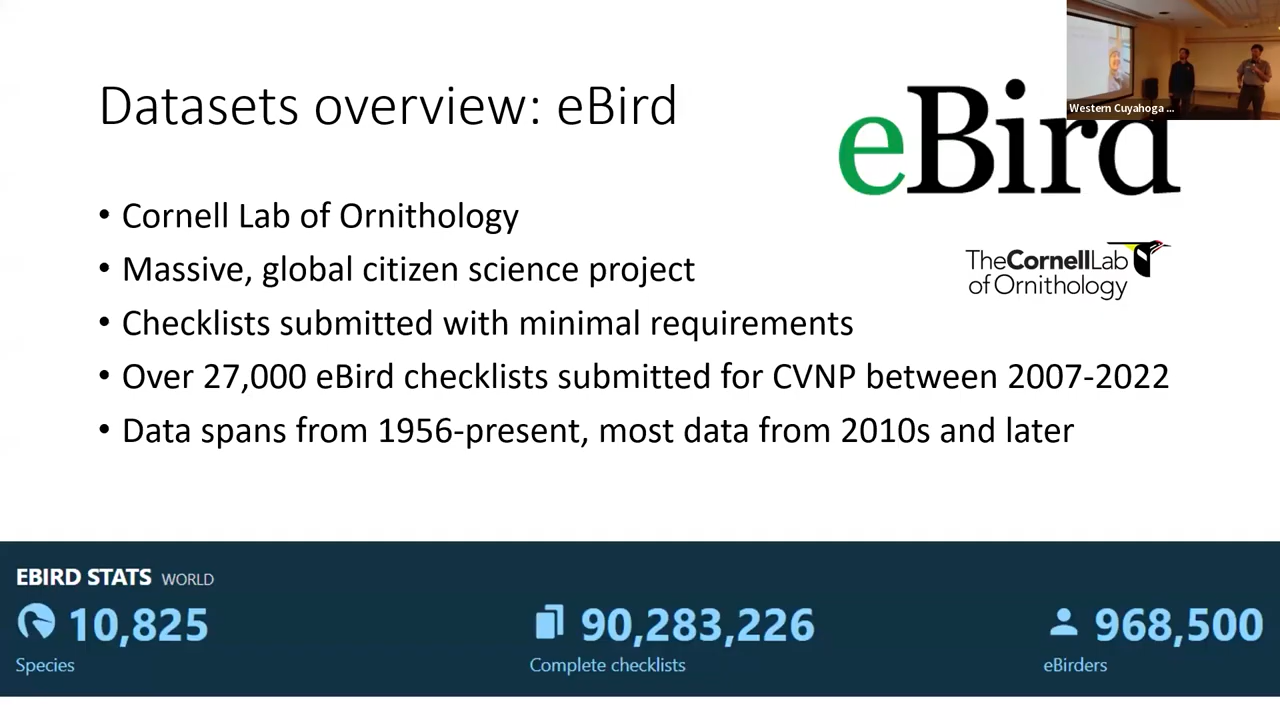 Datasets overview: eBird
eBird
Western Cuyahoga ...
• Cornell Lab of Ornithology
• Massive, global citizen science project
• Checklists submitted with minimal requirements
• Over 27,000 eBird checklists submitted for CVNP between 2007-2022
• Data spans from 1956-present, most data from 2010s and later
TheCornellLab
of Ornithology
EBIRD STATS WORLD
10,825
Species
90,283,226
Complete checklists
968,500
eBirders